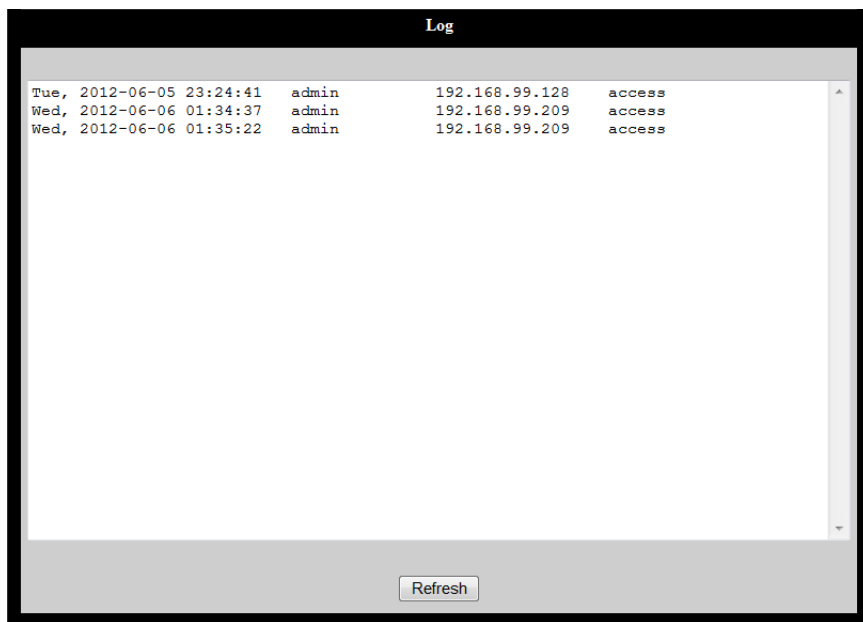 Log
Tue, 2012-06-05 23:24:41 admin 192.168.99.128 access
Wed, 2012-06-06 01:34:37 admin 192.168.99.209 access
Wed, 2012-06-06 01:35:22 admin 192.168.99.209 access
Refresh